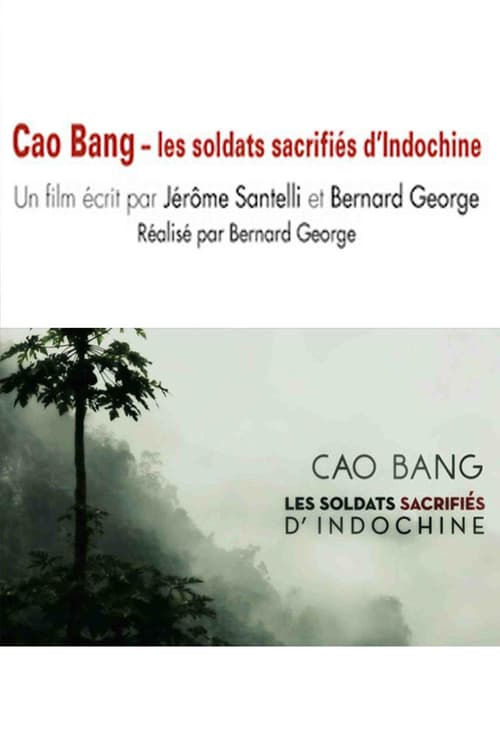 Cao Bang – les soldats sacrifiés d'Indochine
Un film écrit par Jérôme Santelli et Bernard George
Réalisé par Bernard George
CAO BANG
LES SOLDATS SACRIFIÉS
D'INDOCHINE